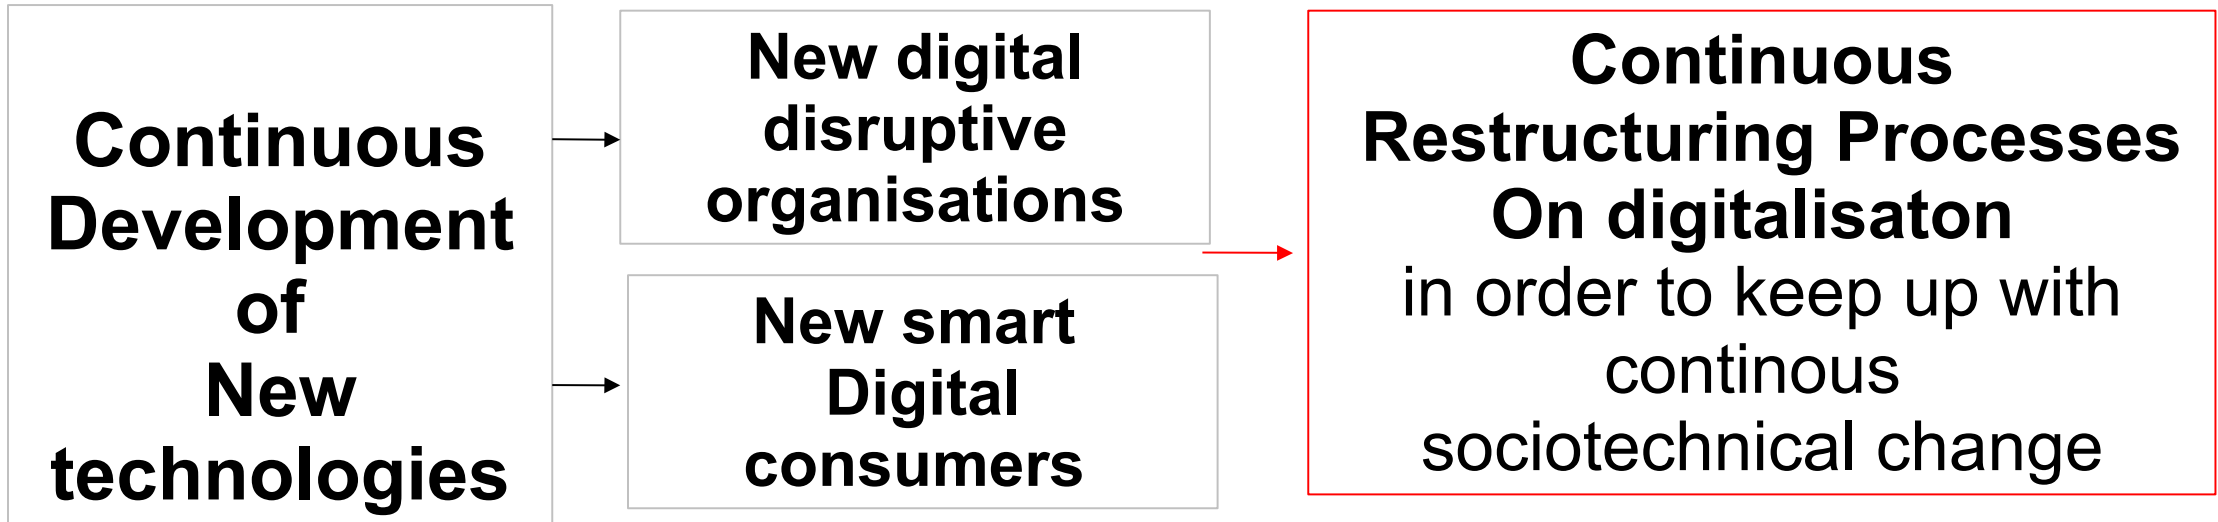 Continuous
Development
of
New
technologies
New digital
disruptive
organisations
New smart
Digital
consumers
Continuous
Restructuring Processes
On digitalisaton
in order to keep up with
continous
sociotechnical change